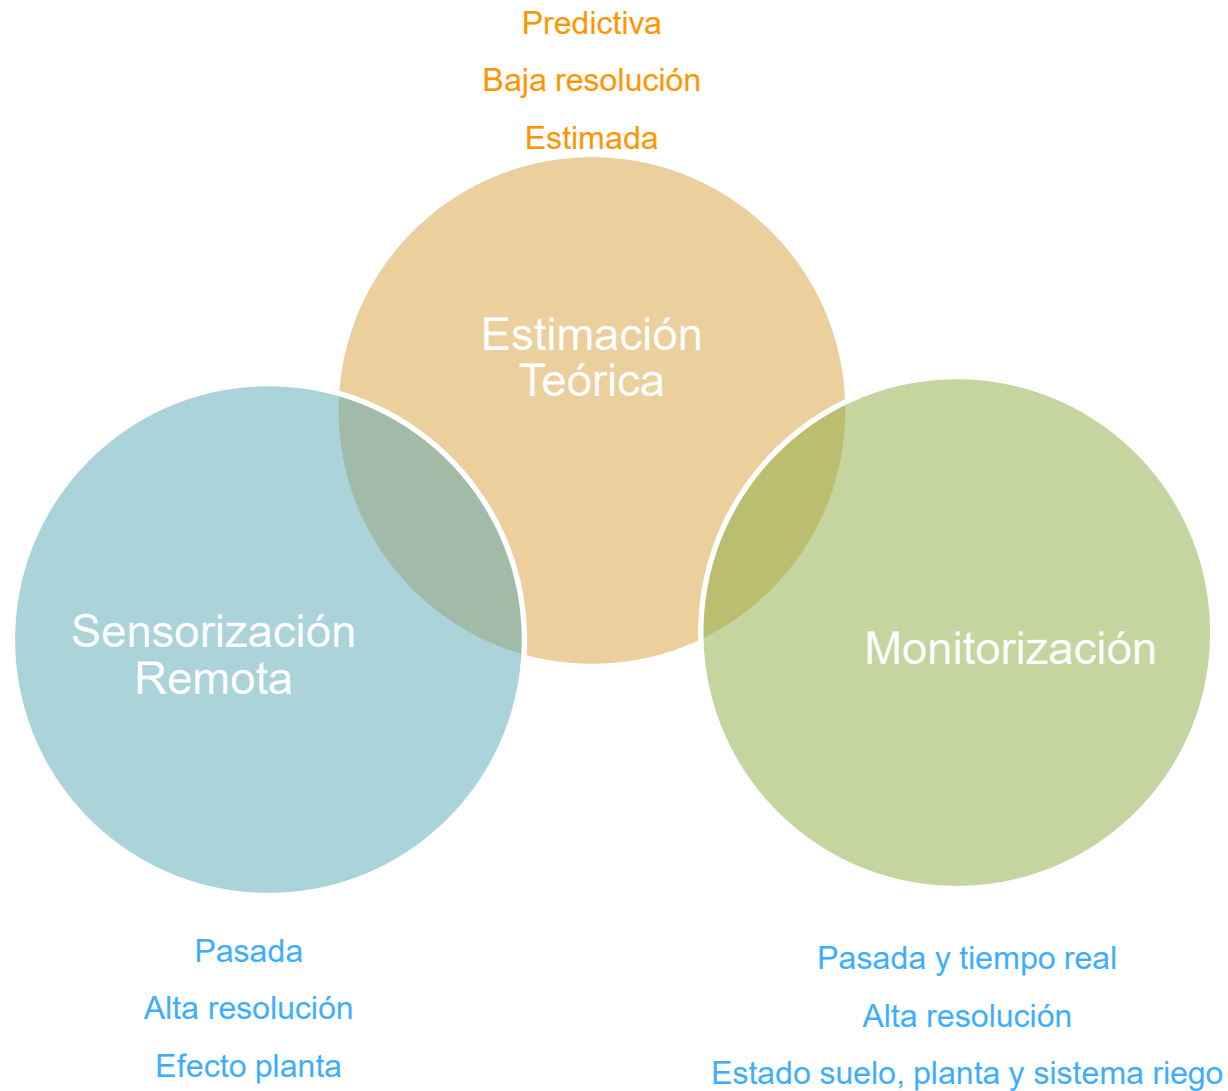 Predictiva
Baja resolución
Estimada
Estimación
Teórica
Sensorización
Remota
Monitorización
Pasada
Alta resolución
Efecto planta
Pasada y tiempo real
Alta resolución
Estado suelo, planta y sistema riego